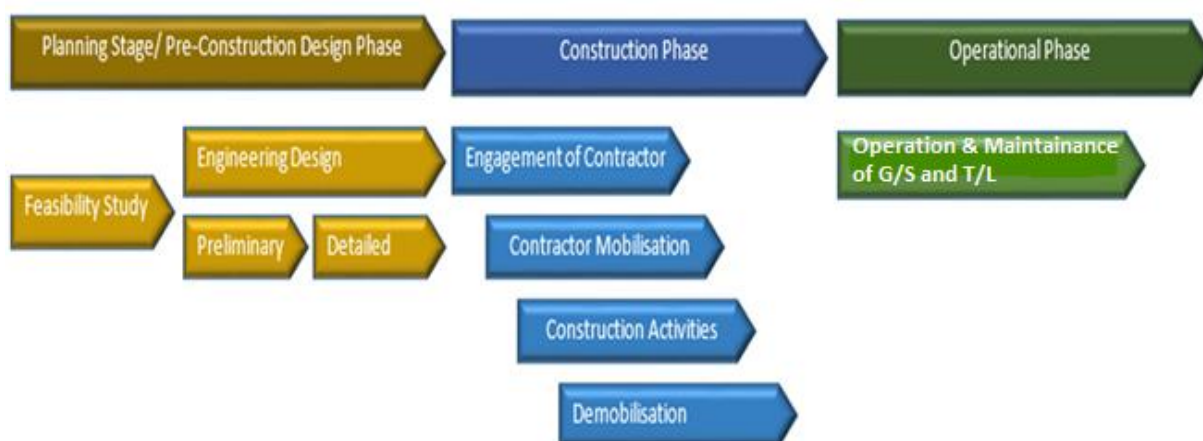 Planning Stage/ Pre-Construction Design Phase
Construction Phase
Operational Phase
Feasibility Study
Engineering Design
Preliminary
Detailed
Engagement of Contractor
Contractor Mobilisation
Construction Activities
Demobilisation
Operation & Maintainance
of G/S and T/L